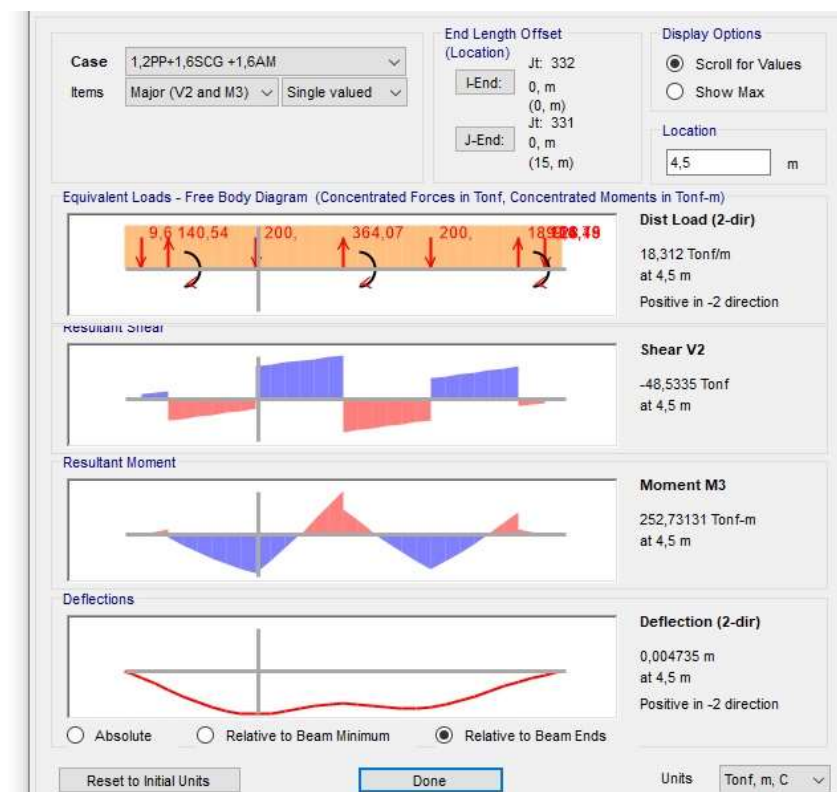 Case 1,2PP+1,6SCG +1,6AM
Items Major (V2 and M3) Single valued
End Length Offset
(Location)
I-End:
Jt: 332
0, m
(0, m)
J-End:
Jt: 331
0, m
(15, m)
Display Options
Scroll for Values
Show Max
Location
4,5 m
Equivalent Loads - Free Body Diagram (Concentrated Forces in Tonf, Concentrated Moments in Tonf-m)
9,6 140,54 200, 364,07 200,
Dist Load (2-dir)
18,312 Tonf/m
at 4,5 m
Positive in -2 direction
Resultant Shear
Shear V2
-48,5335 Tonf
at 4,5 m
Resultant Moment
Moment M3
252,73131 Tonf-m
at 4,5 m
Deflections
Deflection (2-dir)
0,004735 m
at 4,5 m
Positive in -2 direction
Absolute Relative to Beam Minimum Relative to Beam Ends
Reset to Initial Units Done Units Tonf, m, C